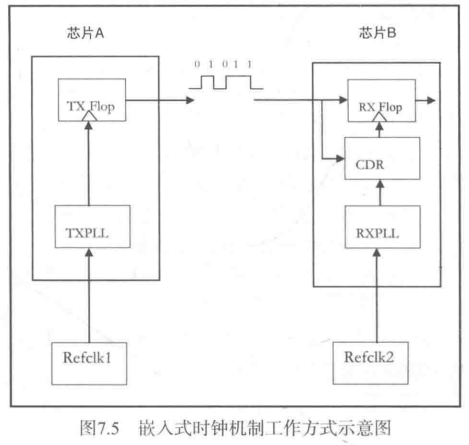 芯片A
芯片B
0 1 0 1 1
TX Flop
RX Flop
CDR
TXPLL
RXPLL
Refclk1
Refclk2
图7.5 嵌入式时钟机制工作方式示意图